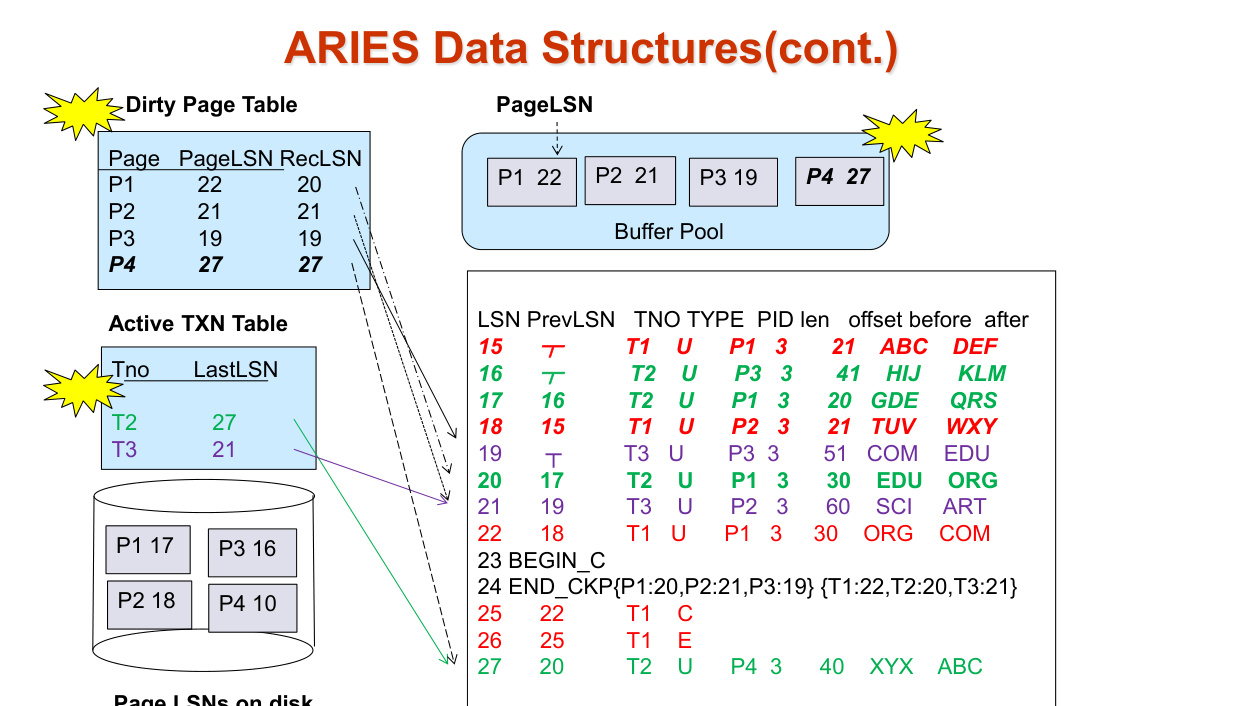 ARIES Data Structures(cont.)
Dirty Page Table
Page PageLSN RecLSN
P1 22 20
P2 21 21
P3 19 19
P4 27 27
PageLSN
P1 22
P2 21
P3 19
P4 27
Buffer Pool
Active TXN Table
Tno LastLSN
T2 27
T3 21
P1 17
P3 16
P2 18
P4 10
Page LSNs on disk
LSN PrevLSN TNO TYPE PID len offset before after
15 ⊤ T1 U P1 3 21 ABC DEF
16 ⊤ T2 U P3 3 41 HIJ KLM
17 16 T2 U P1 3 20 GDE QRS
18 15 T1 U P2 3 21 TUV WXY
19 ⊤ T3 U P3 3 51 COM EDU
20 17 T2 U P1 3 30 EDU ORG
21 19 T3 U P2 3 60 SCI ART
22 18 T1 U P1 3 30 ORG COM
23 BEGIN_C
24 END_CKP{P1:20,P2:21,P3:19} {T1:22,T2:20,T3:21}
25 22 T1 C
26 25 T1 E
27 20 T2 U P4 3 40 XYX ABC